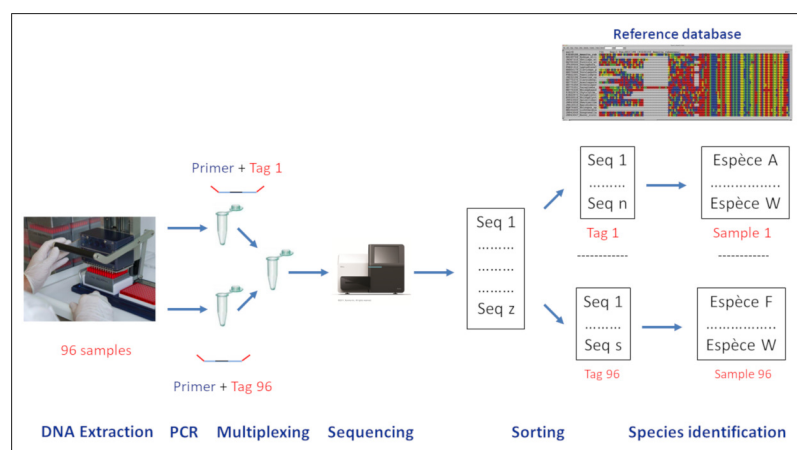 Reference database
Primer + Tag 1
Seq 1
.........
Seq n
Espèce A
.................
Espèce W
Seq 1
.........
.........
.........
Seq z
Tag 1
Sample 1
------------
------------
Seq 1
.........
Seq s
Espèce F
.................
Espèce W
96 samples
Tag 96
Sample 96
Primer + Tag 96
DNA Extraction PCR Multiplexing Sequencing Sorting Species identification